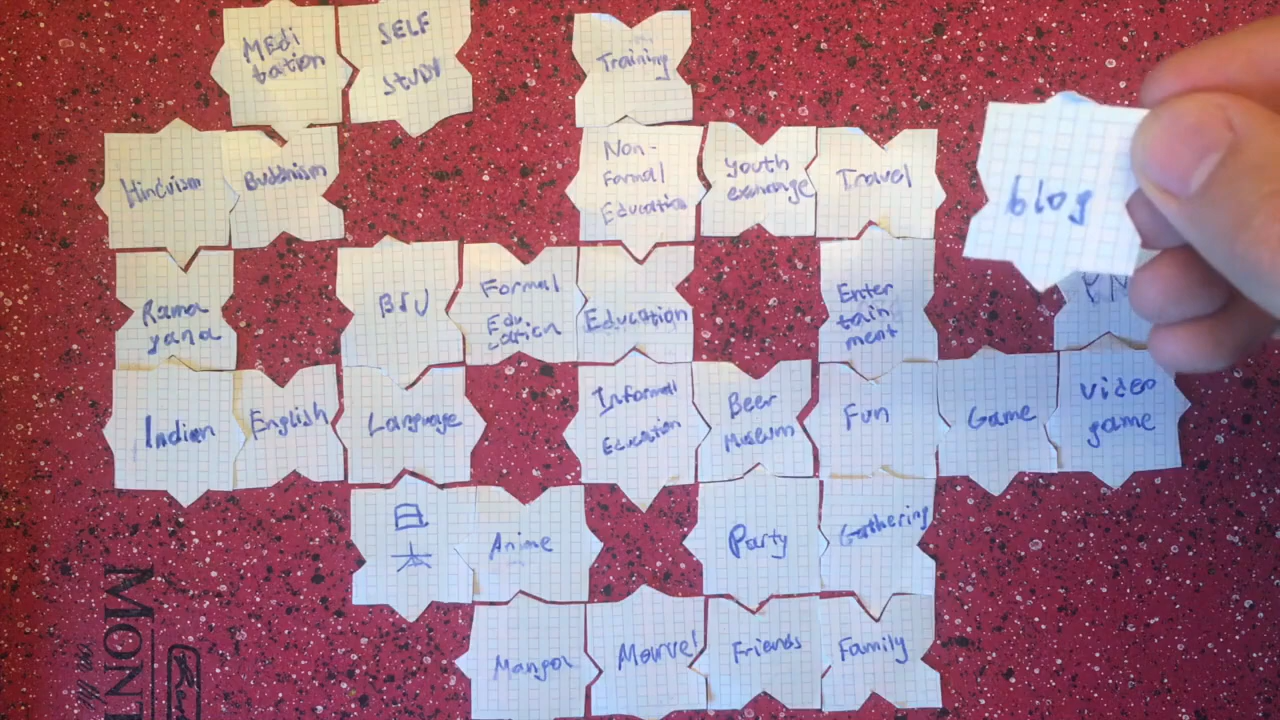 MEdi
tation
SELF
STUDY
Training
Hinduism
Buddhism
Non-
Formal
Education
Youth
exchange
Travel
blog
Rama
yana
BSU
Formal
Edu
cation
Education
Enter
tain
ment
Indian
English
Language
Informal
Education
Beer
Museum
Fun
Game
video
game
日
本
Anime
Party
Gathering
Manga
Marvel
Friends
Family